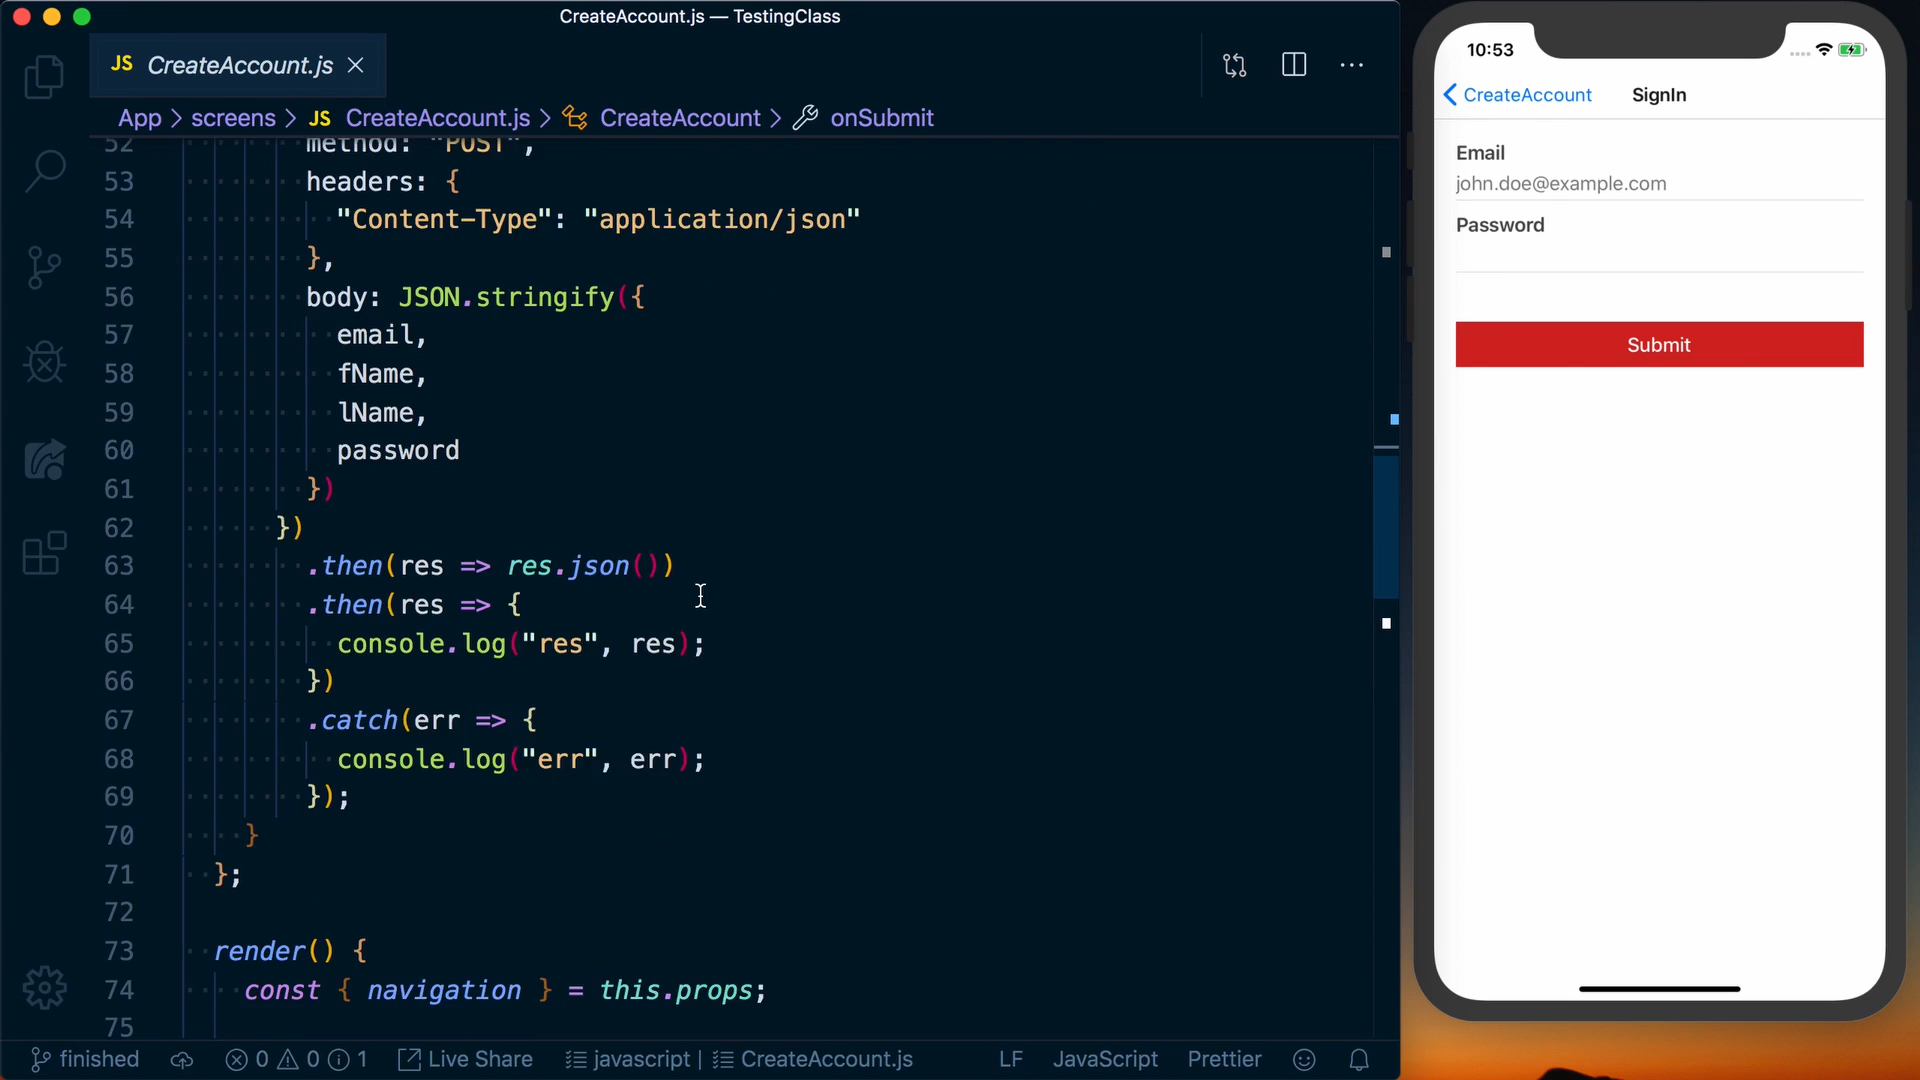 CreateAccount.js — TestingClass
JS CreateAccount.js
App > screens > JS CreateAccount.js > CreateAccount > onSubmit
52 method: "POST",
53 headers: {
54 "Content-Type": "application/json"
55 },
56 body: JSON.stringify({
57 email,
58 fName,
59 lName,
60 password
61 })
62 })
63 .then(res => res.json())
64 .then(res => {
65 console.log("res", res);
66 })
67 .catch(err => {
68 console.log("err", err);
69 });
70 }
71 };
72
73 render() {
74 const { navigation } = this.props;
75
finished 0 0 1 Live Share javascript | CreateAccount.js LF JavaScript Prettier
10:53
CreateAccount SignIn
Email
john.doe@example.com
Password
Submit